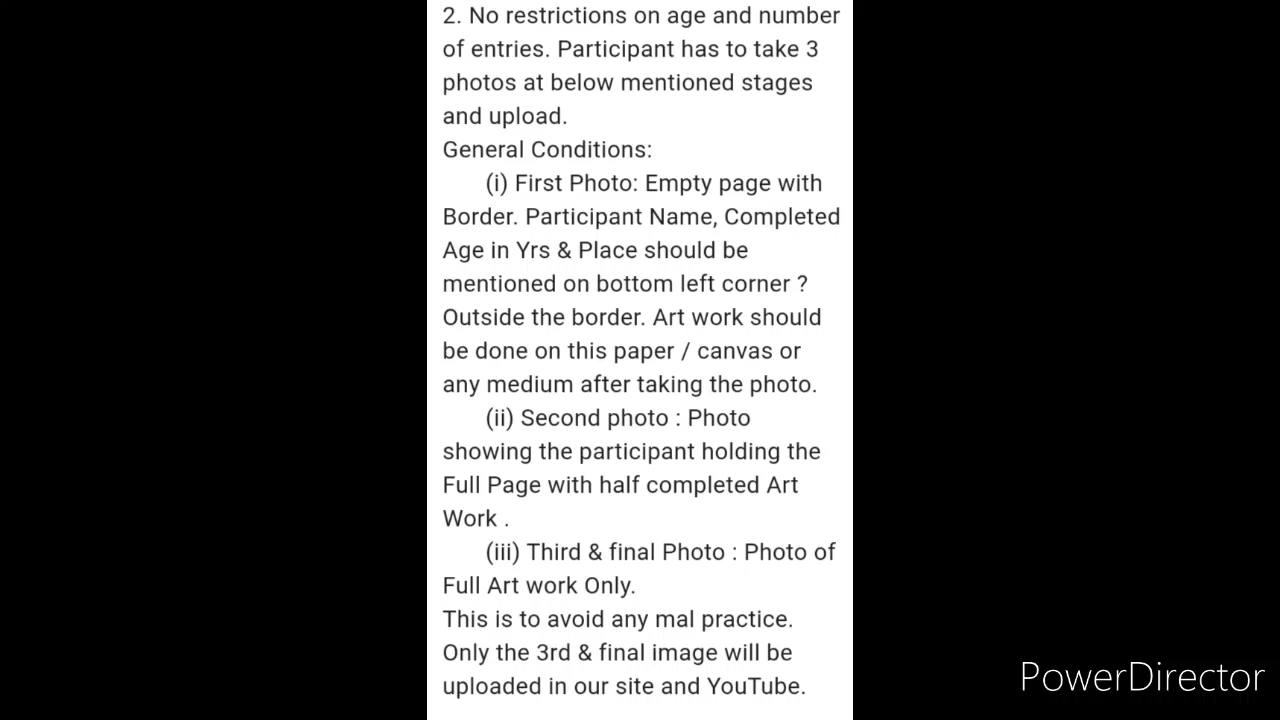 2. No restrictions on age and number
of entries. Participant has to take 3
photos at below mentioned stages
and upload.
General Conditions:
(i) First Photo: Empty page with
Border. Participant Name, Completed
Age in Yrs & Place should be
mentioned on bottom left corner ?
Outside the border. Art work should
be done on this paper / canvas or
any medium after taking the photo.
(ii) Second photo : Photo
showing the participant holding the
Full Page with half completed Art
Work .
(iii) Third & final Photo : Photo of
Full Art work Only.
This is to avoid any mal practice.
Only the 3rd & final image will be
uploaded in our site and YouTube.
PowerDirector